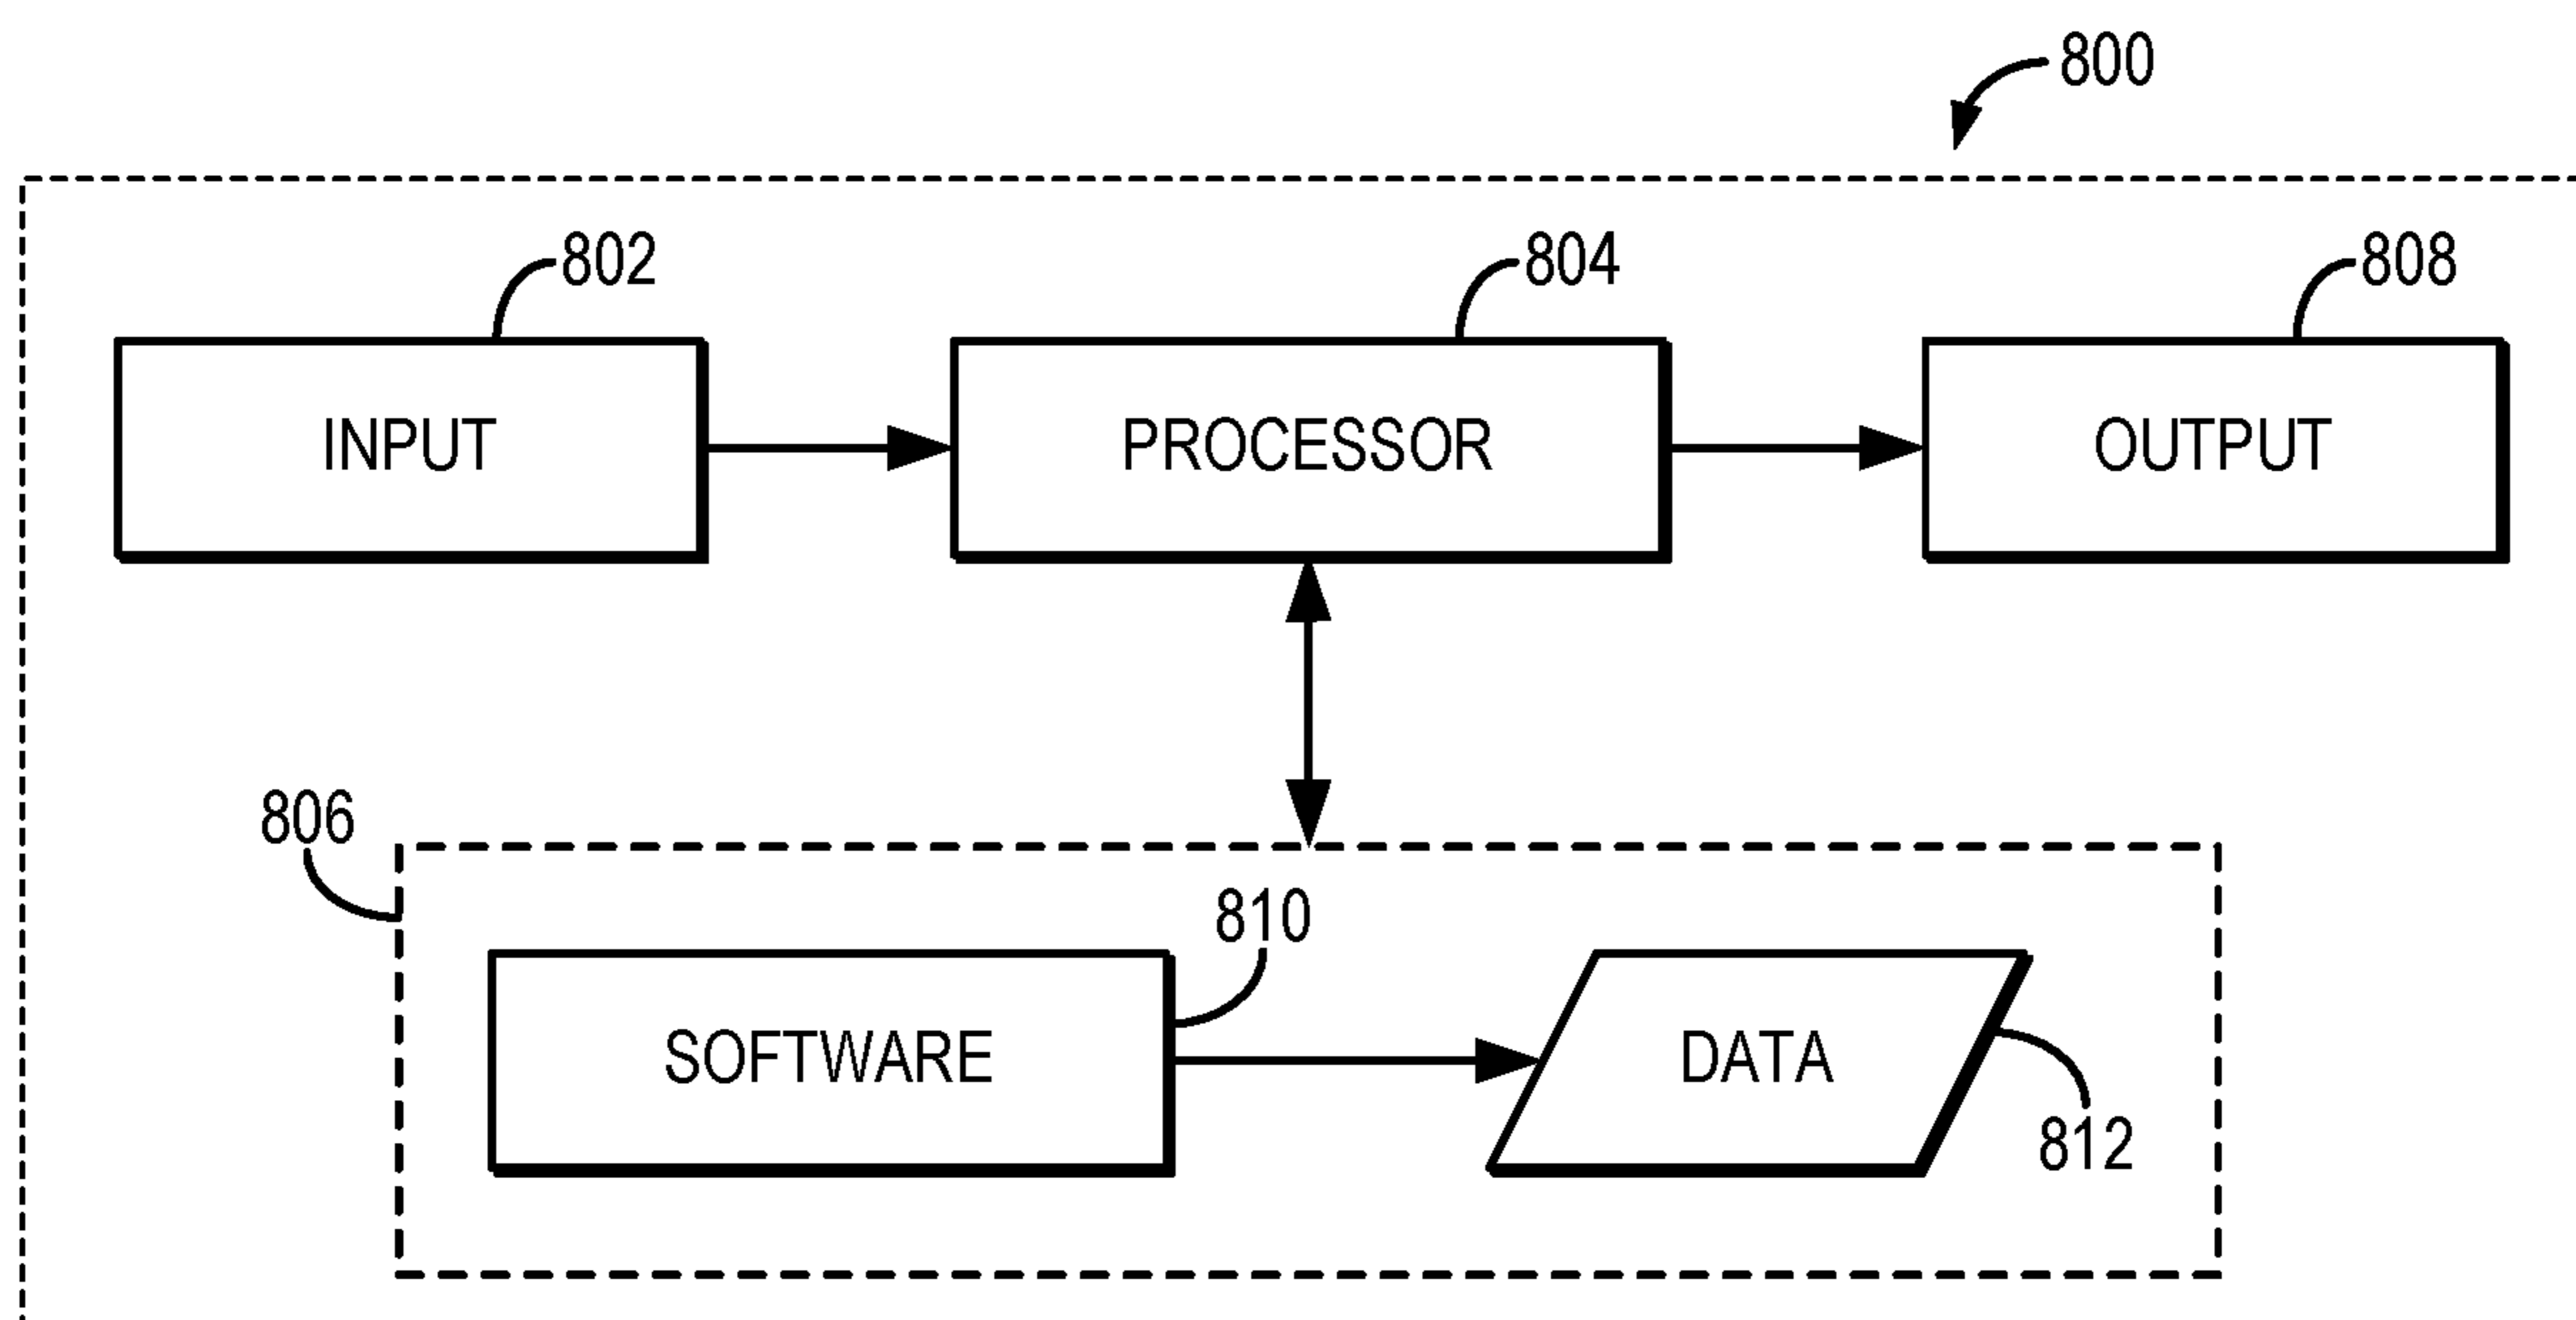 800
802
804
808
INPUT
PROCESSOR
OUTPUT
806
810
SOFTWARE
DATA
812